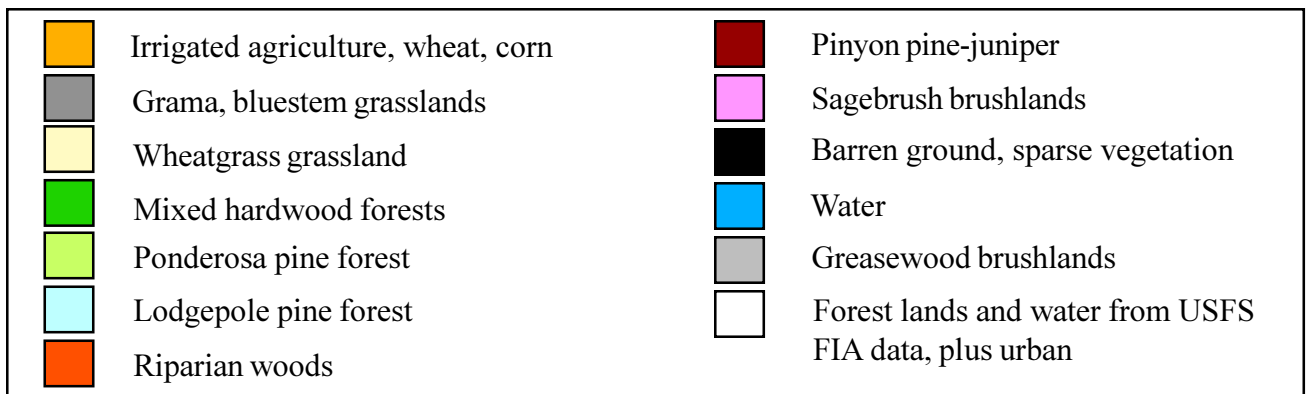 Irrigated agriculture, wheat, corn
Grama, bluestem grasslands
Wheatgrass grassland
Mixed hardwood forests
Ponderosa pine forest
Lodgepole pine forest
Riparian woods
Pinyon pine-juniper
Sagebrush brushlands
Barren ground, sparse vegetation
Water
Greasewood brushlands
Forest lands and water from USFS
FIA data, plus urban